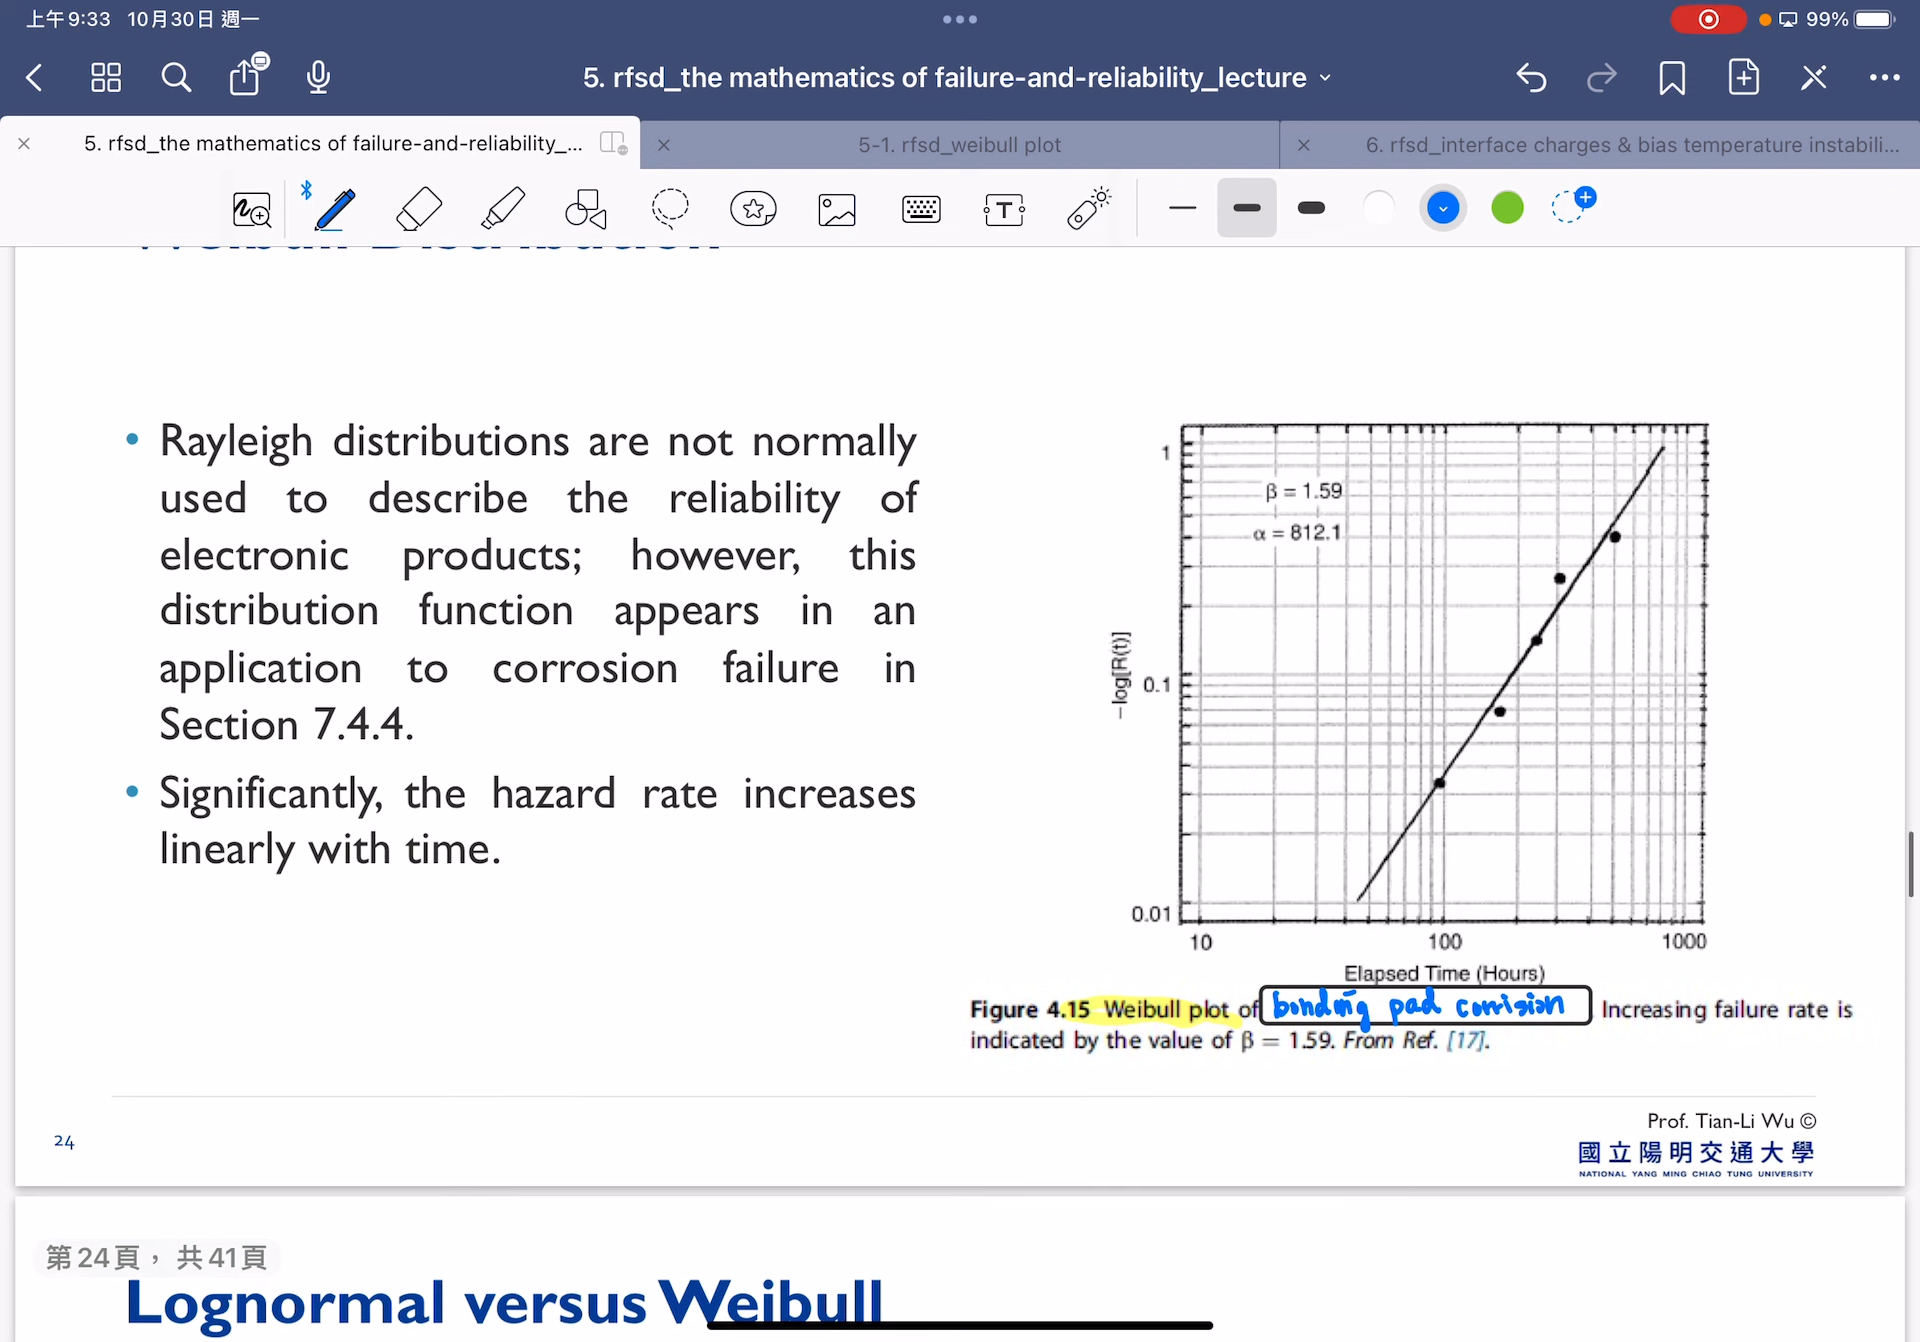 上午9:33 10月30日 週一
99%
5. rfsd_the mathematics of failure-and-reliability_lecture
5. rfsd_the mathematics of failure-and-reliability_...
5-1. rfsd_weibull plot
6. rfsd_interface charges & bias temperature instabili...
Weibull Distribution
• Rayleigh distributions are not normally
used to describe the reliability of
electronic products; however, this
distribution function appears in an
application to corrosion failure in
Section 7.4.4.
• Significantly, the hazard rate increases
linearly with time.
1
β = 1.59
α = 812.1
−log[R(t)]
0.1
0.01
10 100 1000
Elapsed Time (Hours)
Figure 4.15 Weibull plot of bonding pad corrision Increasing failure rate is
indicated by the value of β = 1.59. From Ref. [17].
Prof. Tian-Li Wu ©
24
國立陽明交通大學
NATIONAL YANG MING CHIAO TUNG UNIVERSITY
第24頁，共41頁
Lognormal versus Weibull